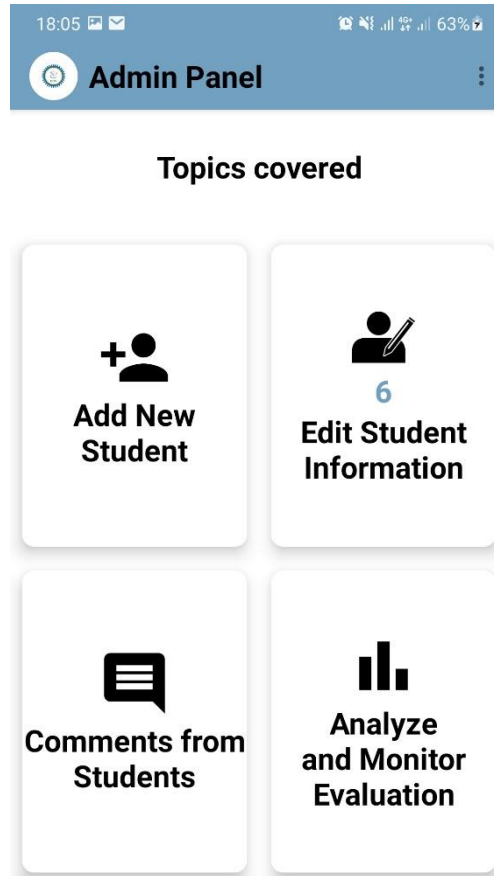 18:05 63%
Admin Panel
Topics covered
Add New
Student
6
Edit Student
Information
Comments from
Students
Analyze
and Monitor
Evaluation